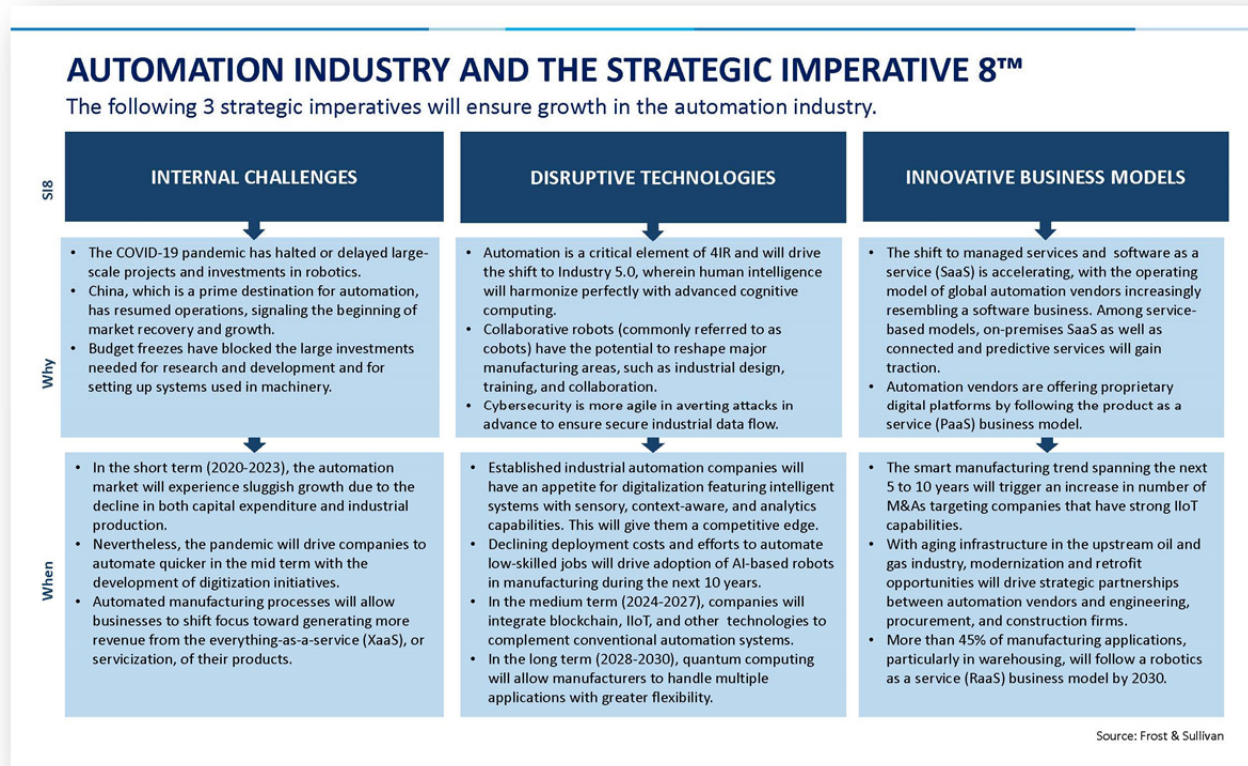 AUTOMATION INDUSTRY AND THE STRATEGIC IMPERATIVE 8™
The following 3 strategic imperatives will ensure growth in the automation industry.
SI8
INTERNAL CHALLENGES
DISRUPTIVE TECHNOLOGIES
INNOVATIVE BUSINESS MODELS
Why
• The COVID-19 pandemic has halted or delayed large-
scale projects and investments in robotics.
• China, which is a prime destination for automation,
has resumed operations, signaling the beginning of
market recovery and growth.
• Budget freezes have blocked the large investments
needed for research and development and for
setting up systems used in machinery.
• Automation is a critical element of 4IR and will drive
the shift to Industry 5.0, wherein human intelligence
will harmonize perfectly with advanced cognitive
computing.
• Collaborative robots (commonly referred to as
cobots) have the potential to reshape major
manufacturing areas, such as industrial design,
training, and collaboration.
• Cybersecurity is more agile in averting attacks in
advance to ensure secure industrial data flow.
• The shift to managed services and software as a
service (SaaS) is accelerating, with the operating
model of global automation vendors increasingly
resembling a software business. Among service-
based models, on-premises SaaS as well as
connected and predictive services will gain
traction.
• Automation vendors are offering proprietary
digital platforms by following the product as a
service (PaaS) business model.
When
• In the short term (2020-2023), the automation
market will experience sluggish growth due to the
decline in both capital expenditure and industrial
production.
• Nevertheless, the pandemic will drive companies to
automate quicker in the mid term with the
development of digitization initiatives.
• Automated manufacturing processes will allow
businesses to shift focus toward generating more
revenue from the everything-as-a-service (XaaS), or
servicization, of their products.
• Established industrial automation companies will
have an appetite for digitalization featuring intelligent
systems with sensory, context-aware, and analytics
capabilities. This will give them a competitive edge.
• Declining deployment costs and efforts to automate
low-skilled jobs will drive adoption of AI-based robots
in manufacturing during the next 10 years.
• In the medium term (2024-2027), companies will
integrate blockchain, IIoT, and other technologies to
complement conventional automation systems.
• In the long term (2028-2030), quantum computing
will allow manufacturers to handle multiple
applications with greater flexibility.
• The smart manufacturing trend spanning the next
5 to 10 years will trigger an increase in number of
M&As targeting companies that have strong IIoT
capabilities.
• With aging infrastructure in the upstream oil and
gas industry, modernization and retrofit
opportunities will drive strategic partnerships
between automation vendors and engineering,
procurement, and construction firms.
• More than 45% of manufacturing applications,
particularly in warehousing, will follow a robotics
as a service (RaaS) business model by 2030.
Source: Frost & Sullivan